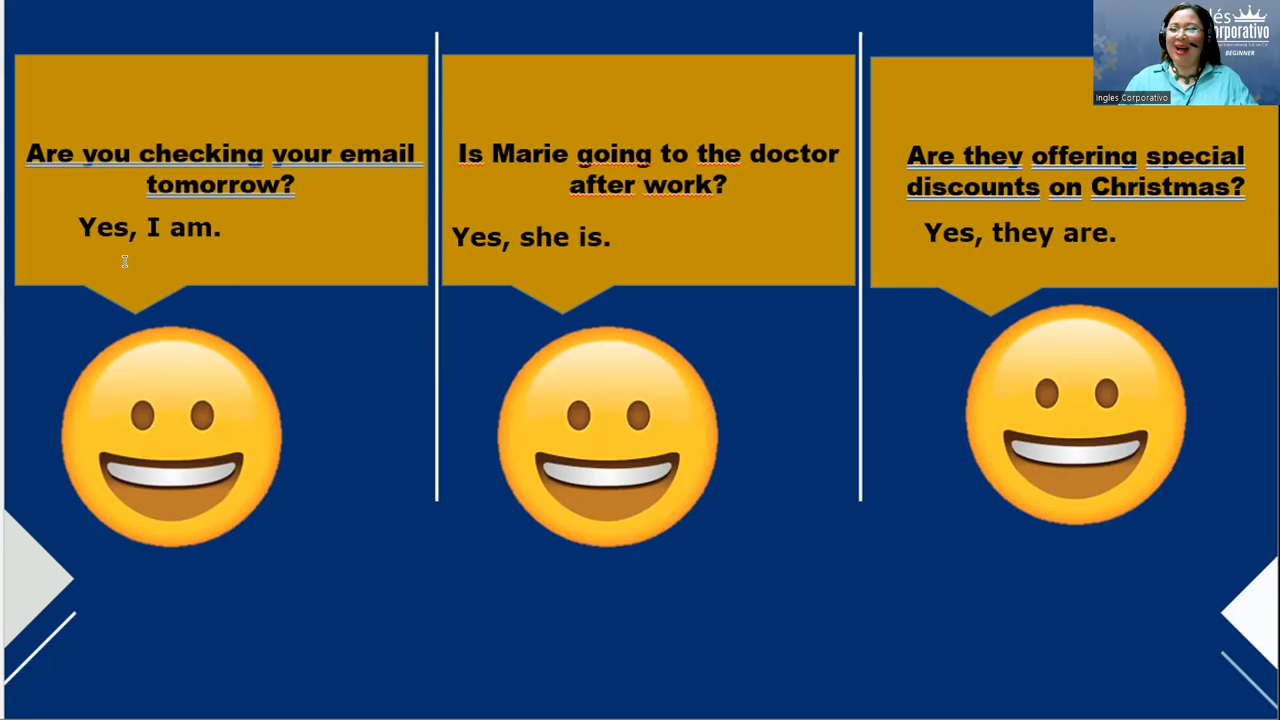 Are you checking your email
tomorrow?
Yes, I am.
Is Marie going to the doctor
after work?
Yes, she is.
Are they offering special
discounts on Christmas?
Yes, they are.
BEGINNER
Ingles Corporativo